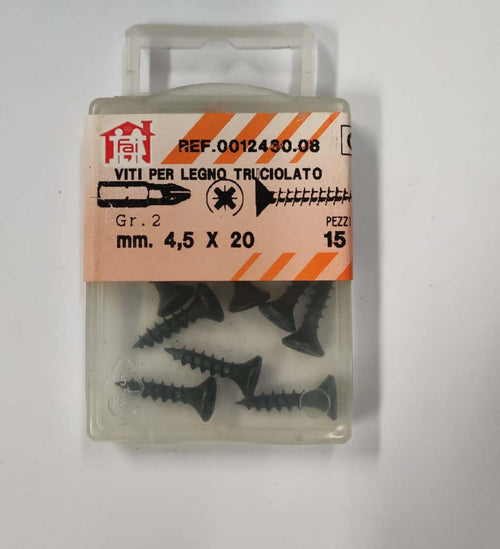 Fai
REF.0012430.08
VITI PER LEGNO TRUCIOLATO
Gr.2
PEZZI
mm. 4,5 X 20
15